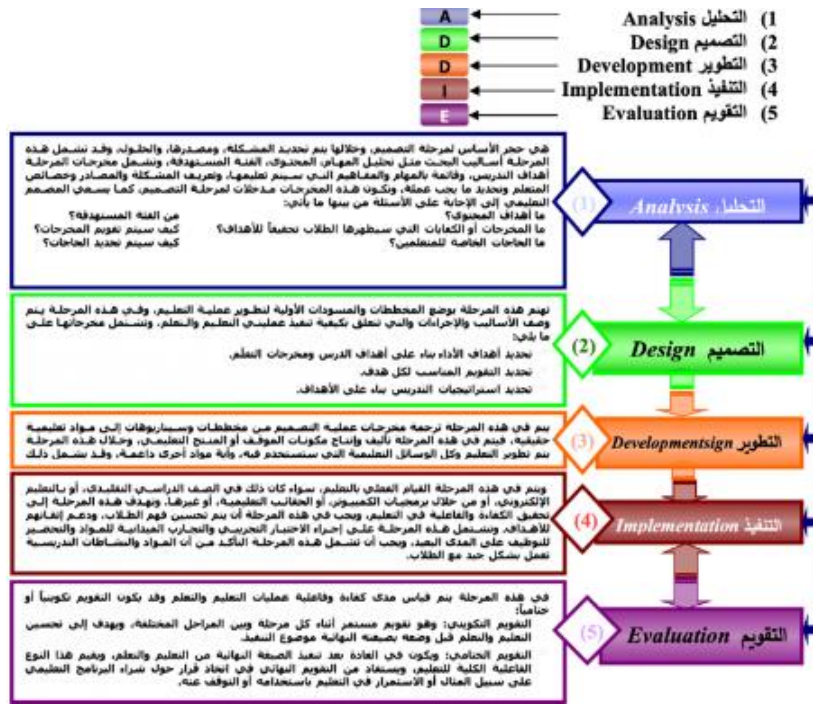 A
D
D
I
E
(1 التحليل Analysis
(2 التصميم Design
(3 التطوير Development
(4 التنفيذ Implementation
(5 التقويم Evaluation
هي حجر الأساس لمرحلة التصميم، وخلالها يتم تحديد المشكلة، ومصدرها، والحلول، وقد تشمل هذه
المرحلة أساليب البحث مثل تحليل المهام، المحتوى، الفئة المستهدفة، وتشمل مخرجات المرحلة
أهداف التدريس، وقائمة بالمهام والمفاهيم التي سيتم تعليمها، وتعريف المشكلة والمصادر وخصائص
المتعلم وتحديد ما يجب عمله، وتكون هذه المخرجات مدخلات لمرحلة التصميم، كما يسعى المصمم
التعليمي إلى الإجابة على الأسئلة من بينها ما يأتي:
ما أهداف المحتوى؟ من الفئة المستهدفة؟
ما المخرجات أو الكفايات التي سيظهرها الطلاب تحقيقاً للأهداف؟ كيف سيتم تقويم المخرجات؟
ما الحاجات الخاصة للمتعلمين؟ كيف سيتم تحديد الحاجات؟
(1)
التحليل Analysis
تهتم هذه المرحلة بوضع المخططات والمسودات الأولية لتطوير عملية التعليم، وفي هذه المرحلة يتم
وصف الأساليب والإجراءات والتي تتعلق بكيفية تنفيذ عمليتي التعليم والتعلم، وتشتمل مخرجاتها على
ما يلي:
تحديد أهداف الأداء بناء على أهداف الدرس ومخرجات التعلّم.
تحديد التقويم المناسب لكل هدف.
تحديد استراتيجيات التدريس بناء على الأهداف.
(2)
التصميم Design
يتم في هذه المرحلة ترجمة مخرجات عملية التصميم من مخططات وسيناريوهات إلى مواد تعليمية
حقيقية، فيتم في هذه المرحلة تأليف وإنتاج مكونات الموقف أو المنتج التعليمي، وخلال هذه المرحلة
يتم تطوير التعليم وكل الوسائل التعليمية التي ستستخدم فيه، وأية مواد أخرى داعمة، وقد يشمل ذلك
(3)
التطوير Developmentsign
ويتم في هذه المرحلة القيام الفعلي بالتعليم، سواء كان ذلك في الصف الدراسي التقليدي، أو بالتعليم
الإلكتروني، أو من خلال برمجيات الكمبيوتر، أو الحقائب التعليمية، أو غيرها، وتهدف هذه المرحلة إلى
تحقيق الكفاءة والفاعلية في التعليم، ويجب في هذه المرحلة أن يتم تحسين فهم الطلاب، ودعم إتقانهم
للأهداف، وتشتمل هذه المرحلة على إجراء الاختبار التجريبي والتجارب الميدانية للمواد والتحضير
للتوظيف على المدى البعيد، ويجب أن تشمل هذه المرحلة التأكد من أن المواد والنشاطات التدريسية
تعمل بشكل جيد مع الطلاب.
(4)
التنفيذ Implementation
في هذه المرحلة يتم قياس مدى كفاءة وفاعلية عمليات التعليم والتعلم وقد يكون التقويم تكوينياً أو
ختامياً:
التقويم التكويني: وهو تقويم مستمر أثناء كل مرحلة وبين المراحل المختلفة، ويهدف إلى تحسين
التعليم والتعلم قبل وضعه بصيغته النهائية موضوع التنفيذ.
التقويم الختامي: ويكون في العادة بعد تنفيذ الصيغة النهائية من التعليم والتعلم، ويقيم هذا النوع
الفاعلية الكلية للتعليم، ويستفاد من التقويم النهائي في اتخاذ قرار حول شراء البرنامج التعليمي
على سبيل المثال أو الاستمرار في التعليم باستخدامه أو التوقف عنه.
(5)
التقويم Evaluation